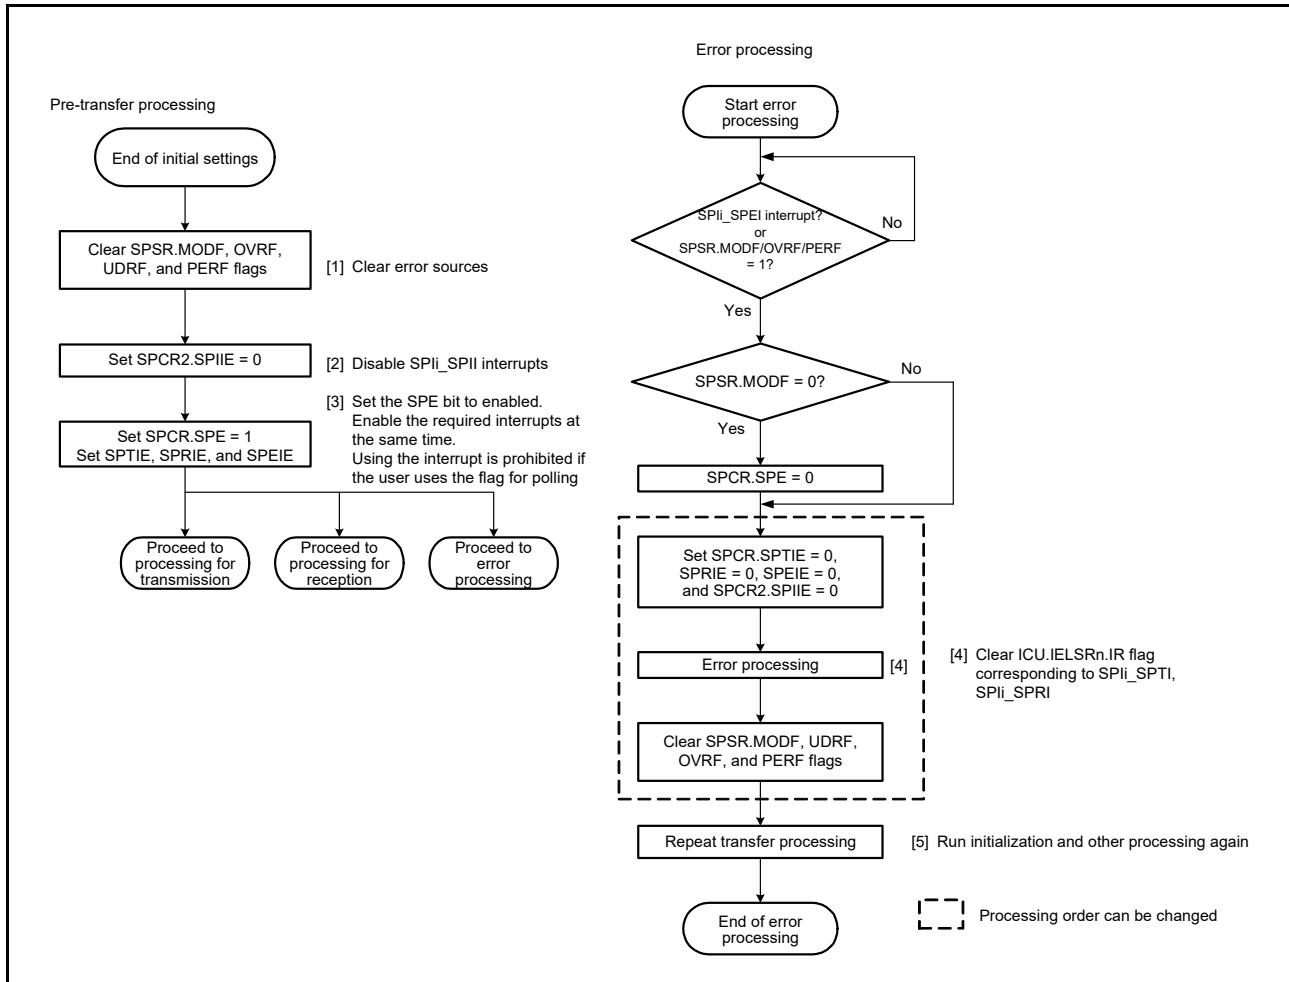 Pre-transfer processing
End of initial settings
Clear SPSR.MODF, OVRF,
UDRF, and PERF flags
[1] Clear error sources
Set SPCR2.SPIIE = 0
[2] Disable SPIi_SPII interrupts
Set SPCR.SPE = 1
Set SPTIE, SPRIE, and SPEIE
[3] Set the SPE bit to enabled.
Enable the required interrupts at
the same time.
Using the interrupt is prohibited if
the user uses the flag for polling
Proceed to
processing for
transmission
Proceed to
processing for
reception
Proceed to
error
processing
Error processing
Start error
processing
SPIi_SPEI interrupt?
or
SPSR.MODF/OVRF/PERF
= 1?
No
Yes
SPSR.MODF = 0?
No
Yes
SPCR.SPE = 0
Set SPCR.SPTIE = 0,
SPRIE = 0, SPEIE = 0,
and SPCR2.SPIIE = 0
Error processing
[4]
[4] Clear ICU.IELSRn.IR flag
corresponding to SPIi_SPTI,
SPIi_SPRI
Clear SPSR.MODF, UDRF,
OVRF, and PERF flags
Repeat transfer processing
[5] Run initialization and other processing again
End of error
processing
Processing order can be changed